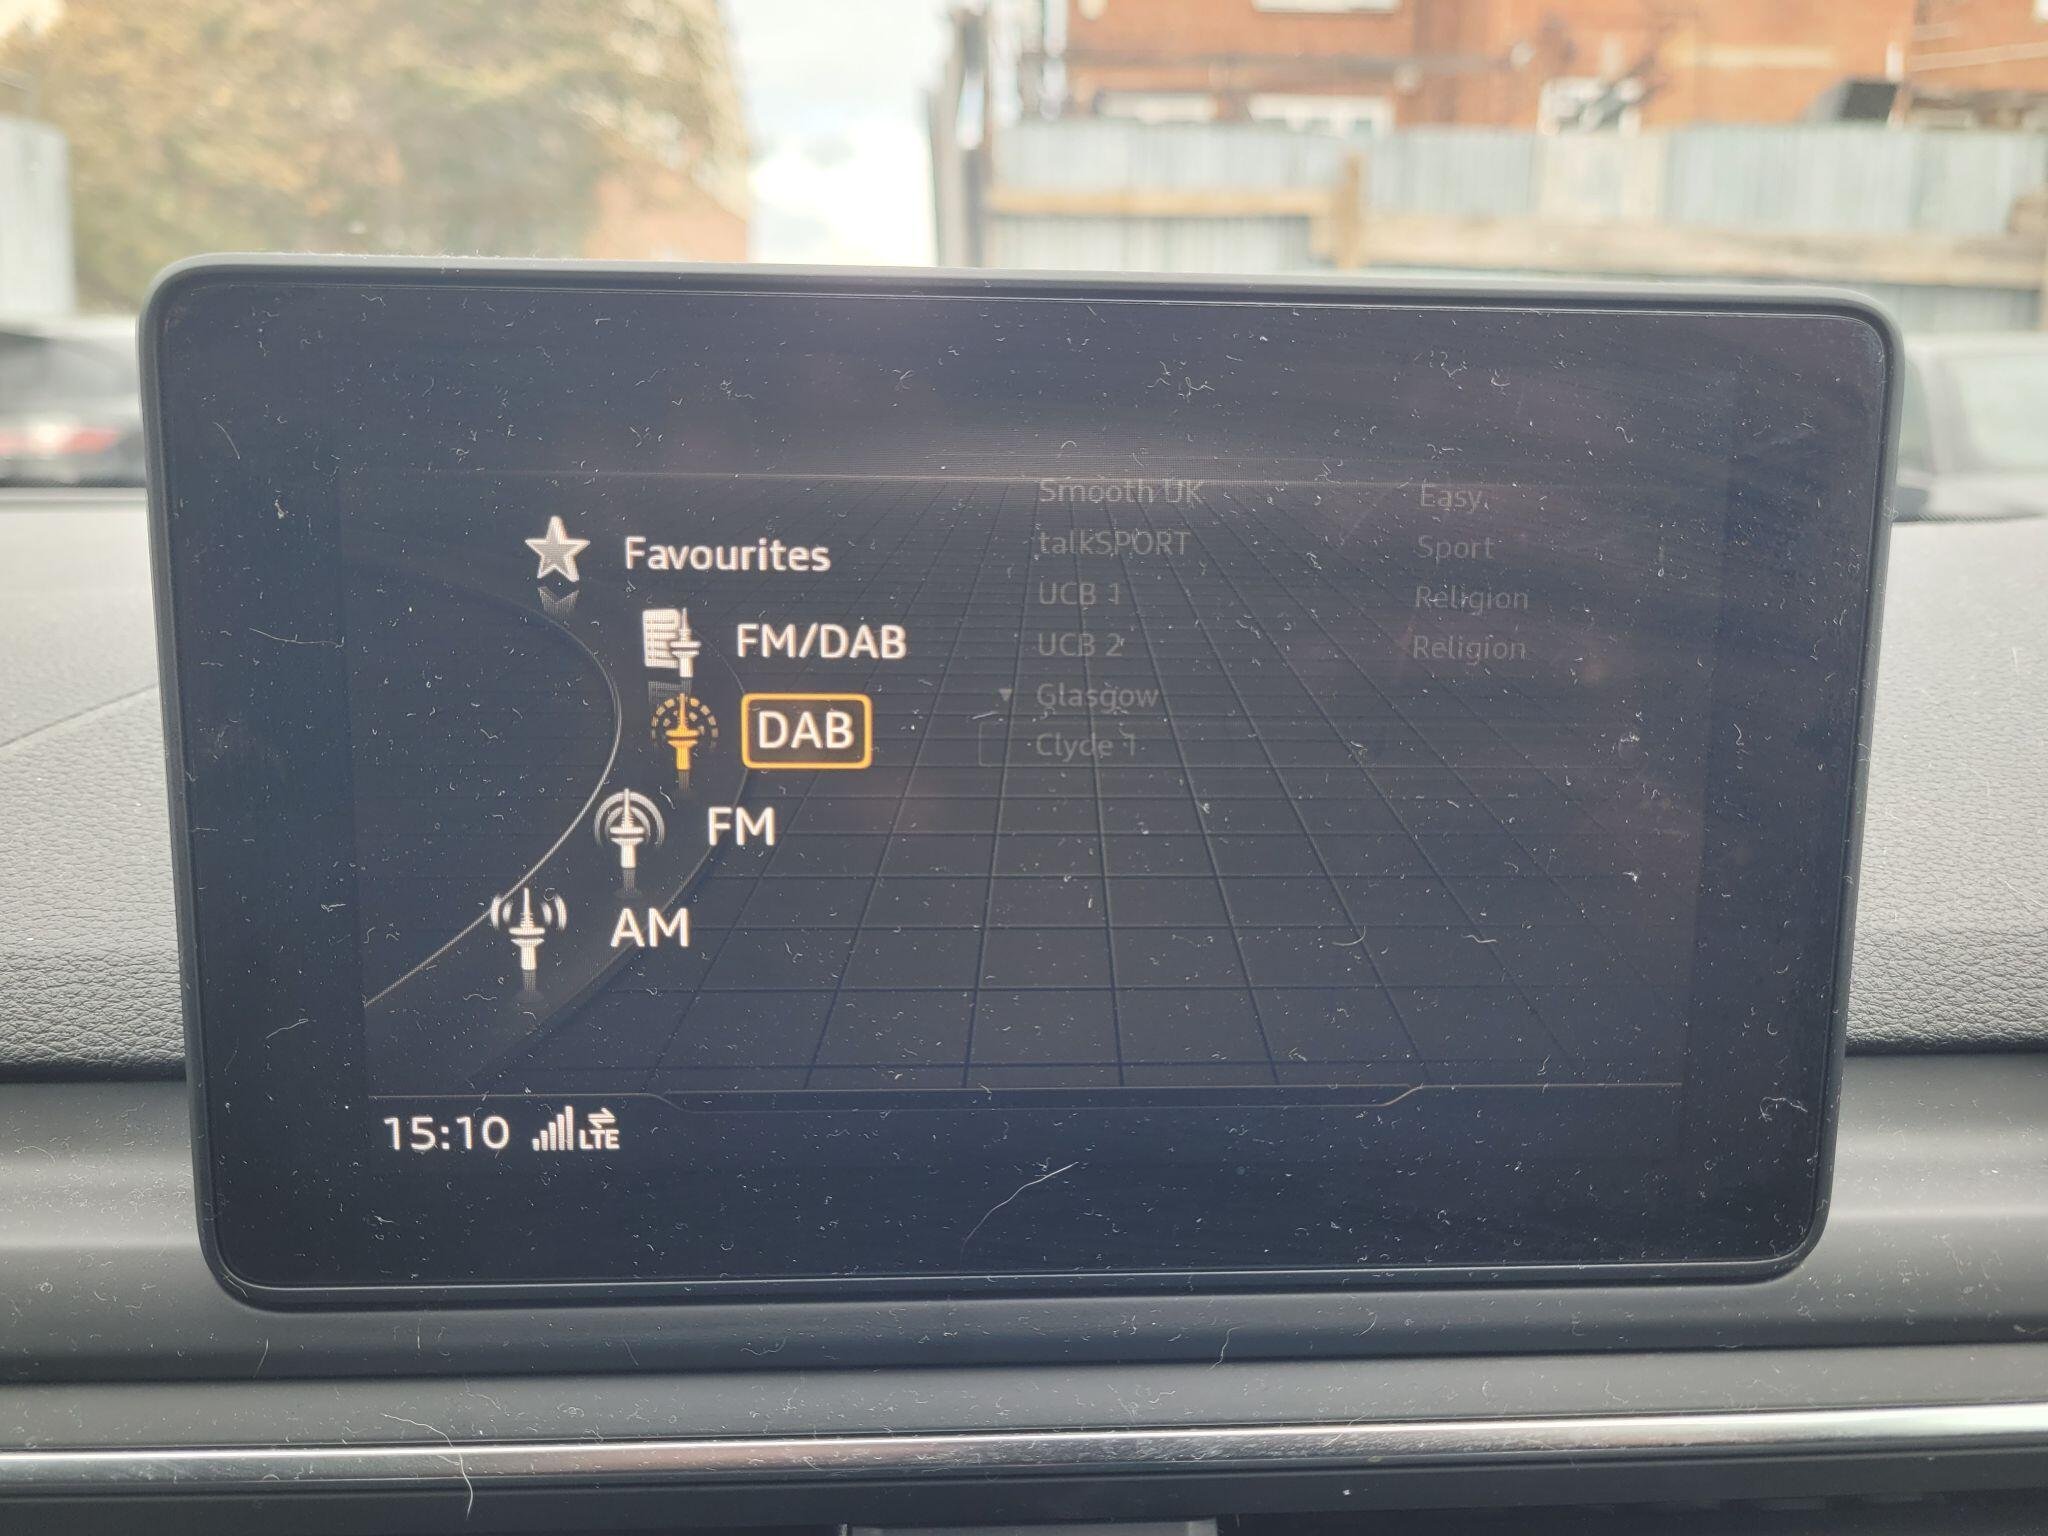 Favourites
FM/DAB
DAB
FM
AM
Smooth UK Easy
talkSPORT Sport
UCB 1 Religion
UCB 2 Religion
Glasgow
Clyde 1
15:10 LTE